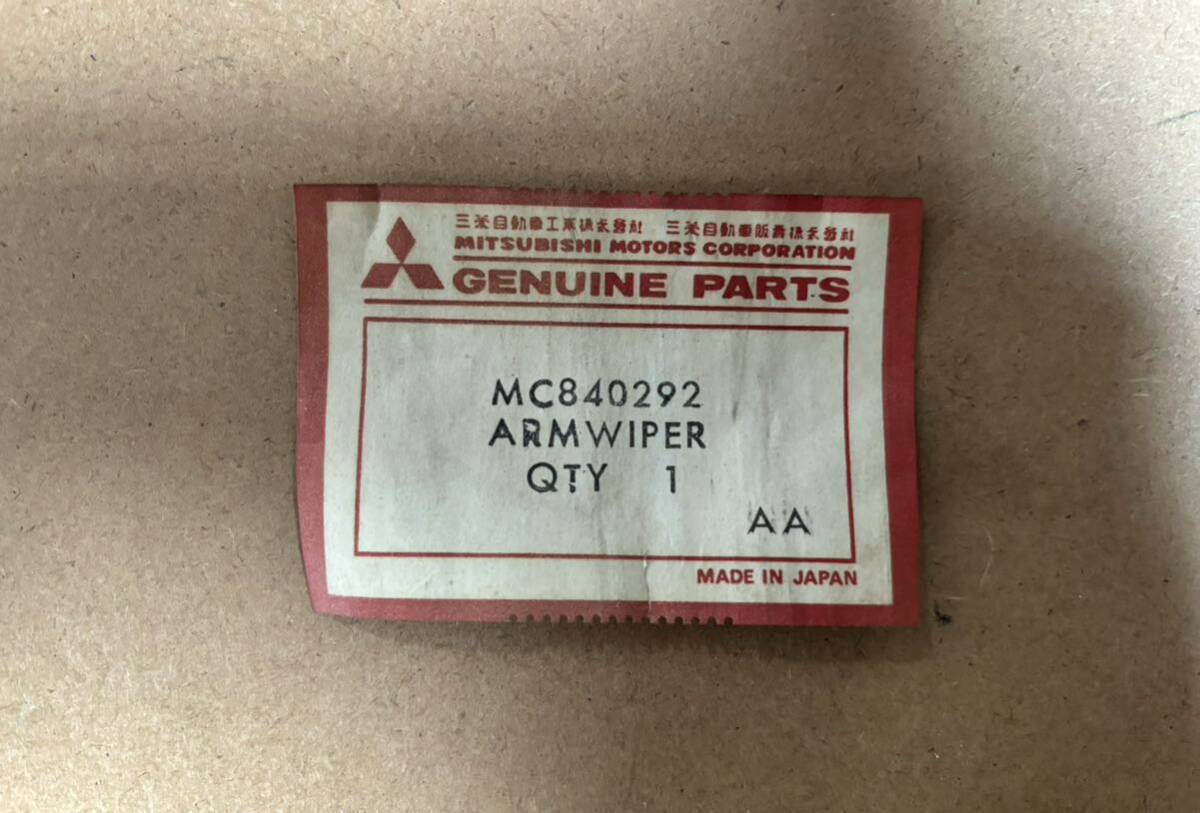 三菱自動車工業株式会社 三菱自動車販売株式会社
MITSUBISHI MOTORS CORPORATION
GENUINE PARTS
MC840292
ARMWIPER
QTY 1
AA
MADE IN JAPAN